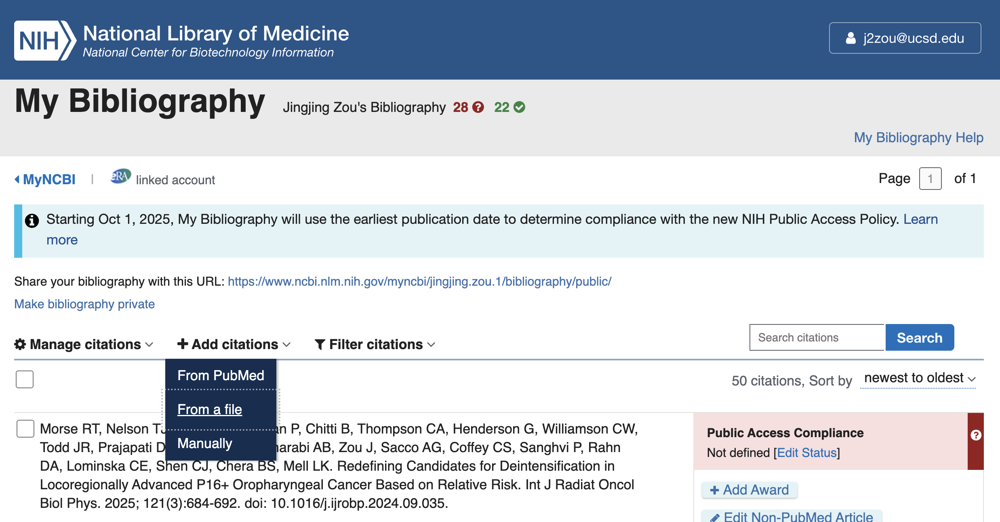 NIH
National Library of Medicine
National Center for Biotechnology Information
j2zou@ucsd.edu
My Bibliography
Jingjing Zou's Bibliography 28 22
My Bibliography Help
MyNCBI | eRA linked account
Page 1 of 1
Starting Oct 1, 2025, My Bibliography will use the earliest publication date to determine compliance with the new NIH Public Access Policy. Learn
more
Share your bibliography with this URL: https://www.ncbi.nlm.nih.gov/myncbi/jingjing.zou.1/bibliography/public/
Make bibliography private
Manage citations
Add citations
Filter citations
Search citations
Search
From PubMed
From a file
Manually
50 citations, Sort by newest to oldest
Morse RT, Nelson P, Chitti B, Thompson CA, Henderson G, Williamson CW,
Todd JR, Prajapati AB, Zou J, Sacco AG, Coffey CS, Sanghvi P, Rahn
DA, Lominska CE, Shen CJ, Chera BS, Mell LK. Redefining Candidates for Deintensification in
Locoregionally Advanced P16+ Oropharyngeal Cancer Based on Relative Risk. Int J Radiat Oncol
Biol Phys. 2025; 121(3):684-692. doi: 10.1016/j.ijrobp.2024.09.035.
Public Access Compliance
Not defined [Edit Status]
Add Award
Edit Non-PubMed Article